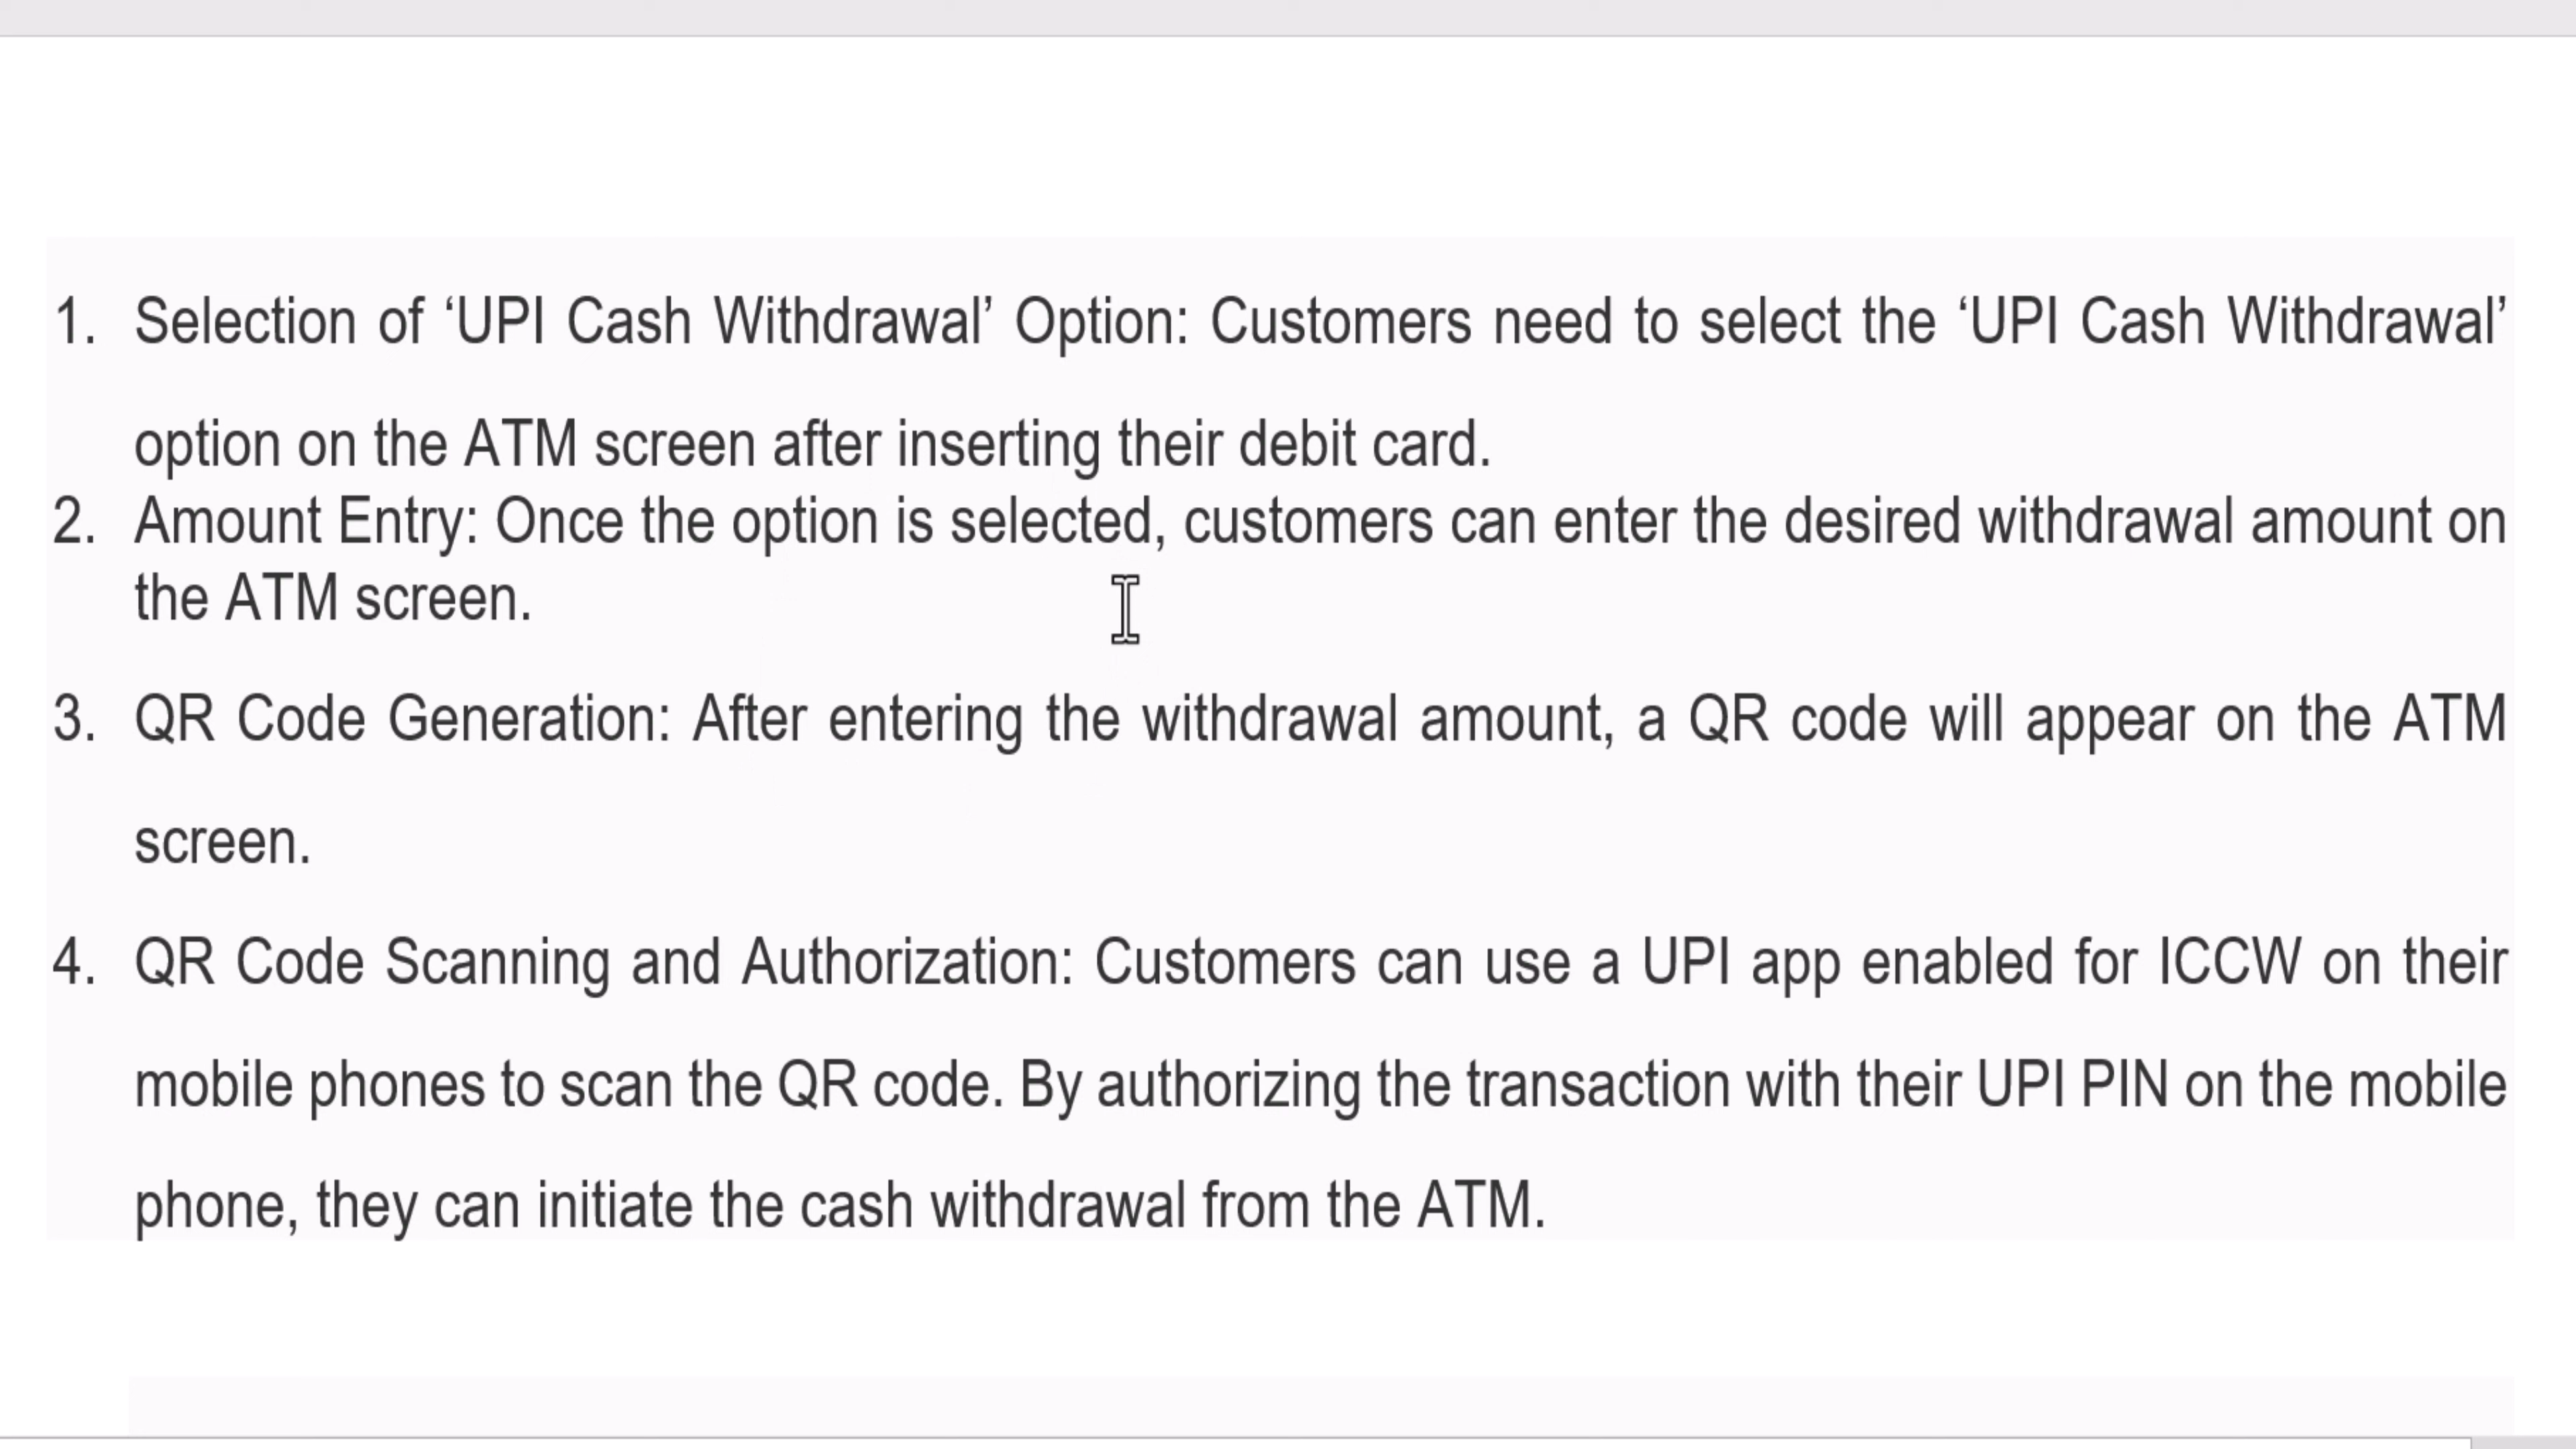 1. Selection of ‘UPI Cash Withdrawal’ Option: Customers need to select the ‘UPI Cash Withdrawal’
option on the ATM screen after inserting their debit card.
2. Amount Entry: Once the option is selected, customers can enter the desired withdrawal amount on
the ATM screen.
3. QR Code Generation: After entering the withdrawal amount, a QR code will appear on the ATM
screen.
4. QR Code Scanning and Authorization: Customers can use a UPI app enabled for ICCW on their
mobile phones to scan the QR code. By authorizing the transaction with their UPI PIN on the mobile
phone, they can initiate the cash withdrawal from the ATM.